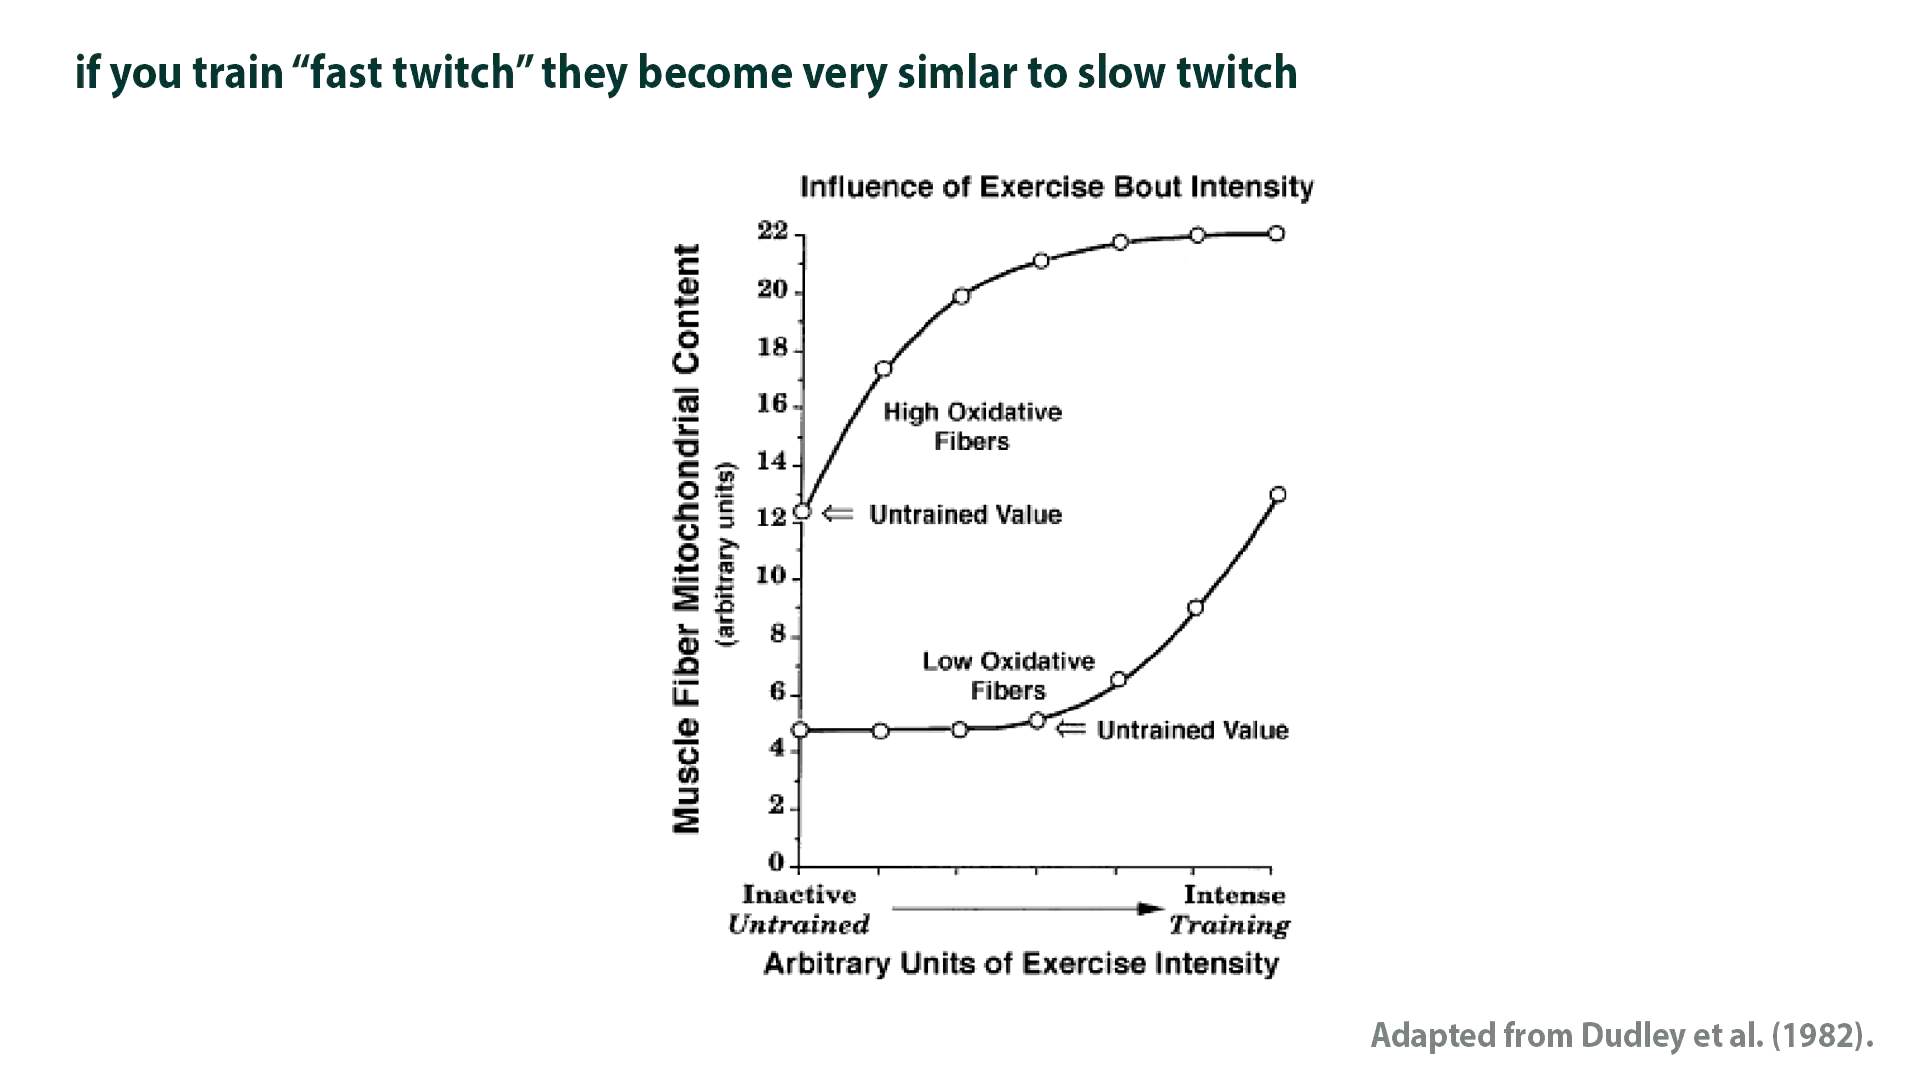 if you train “fast twitch” they become very simlar to slow twitch
Influence of Exercise Bout Intensity
Muscle Fiber Mitochondrial Content
(arbitrary units)
22
20
18
16
14
12
10
8
6
4
2
0
High Oxidative
Fibers
⇐ Untrained Value
Low Oxidative
Fibers
⇐ Untrained Value
Inactive
Untrained
Intense
Training
Arbitrary Units of Exercise Intensity
Adapted from Dudley et al. (1982).